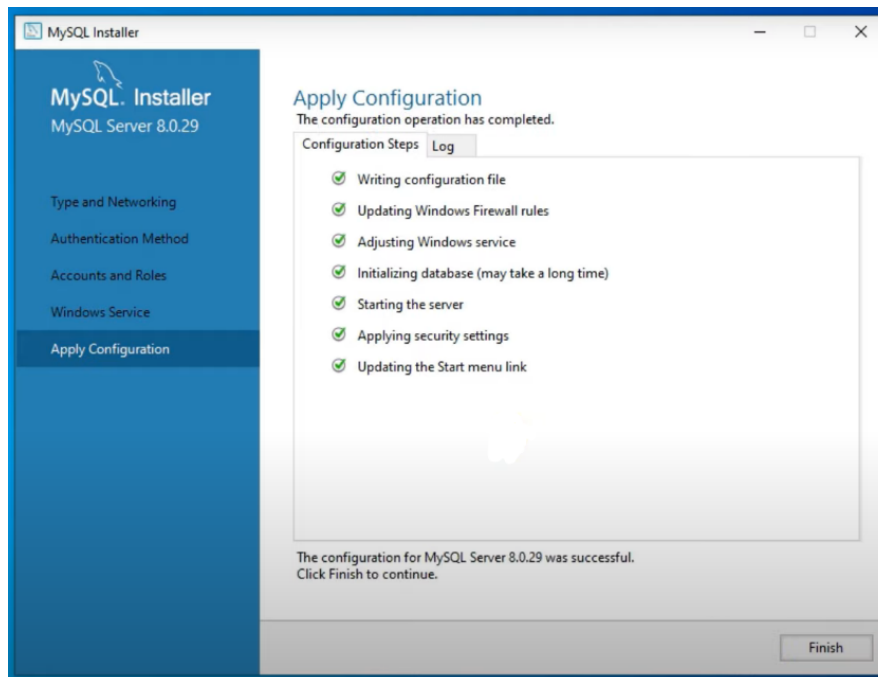 MySQL Installer
MySQL. Installer
MySQL Server 8.0.29
Type and Networking
Authentication Method
Accounts and Roles
Windows Service
Apply Configuration
Apply Configuration
The configuration operation has completed.
Configuration Steps Log
Writing configuration file
Updating Windows Firewall rules
Adjusting Windows service
Initializing database (may take a long time)
Starting the server
Applying security settings
Updating the Start menu link
The configuration for MySQL Server 8.0.29 was successful.
Click Finish to continue.
Finish